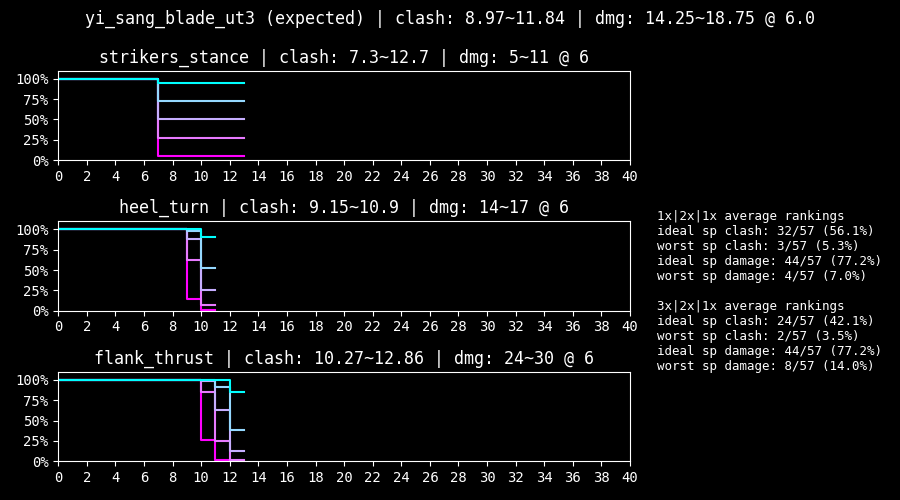 yi_sang_blade_ut3 (expected) | clash: 8.97~11.84 | dmg: 14.25~18.75 @ 6.0
strikers_stance | clash: 7.3~12.7 | dmg: 5~11 @ 6
100%
75%
50%
25%
0%
0 2 4 6 8 10 12 14 16 18 20 22 24 26 28 30 32 34 36 38 40
heel_turn | clash: 9.15~10.9 | dmg: 14~17 @ 6
100%
75%
50%
25%
0%
0 2 4 6 8 10 12 14 16 18 20 22 24 26 28 30 32 34 36 38 40
flank_thrust | clash: 10.27~12.86 | dmg: 24~30 @ 6
100%
75%
50%
25%
0%
0 2 4 6 8 10 12 14 16 18 20 22 24 26 28 30 32 34 36 38 40
1x|2x|1x average rankings
ideal sp clash: 32/57 (56.1%)
worst sp clash: 3/57 (5.3%)
ideal sp damage: 44/57 (77.2%)
worst sp damage: 4/57 (7.0%)
3x|2x|1x average rankings
ideal sp clash: 24/57 (42.1%)
worst sp clash: 2/57 (3.5%)
ideal sp damage: 44/57 (77.2%)
worst sp damage: 8/57 (14.0%)